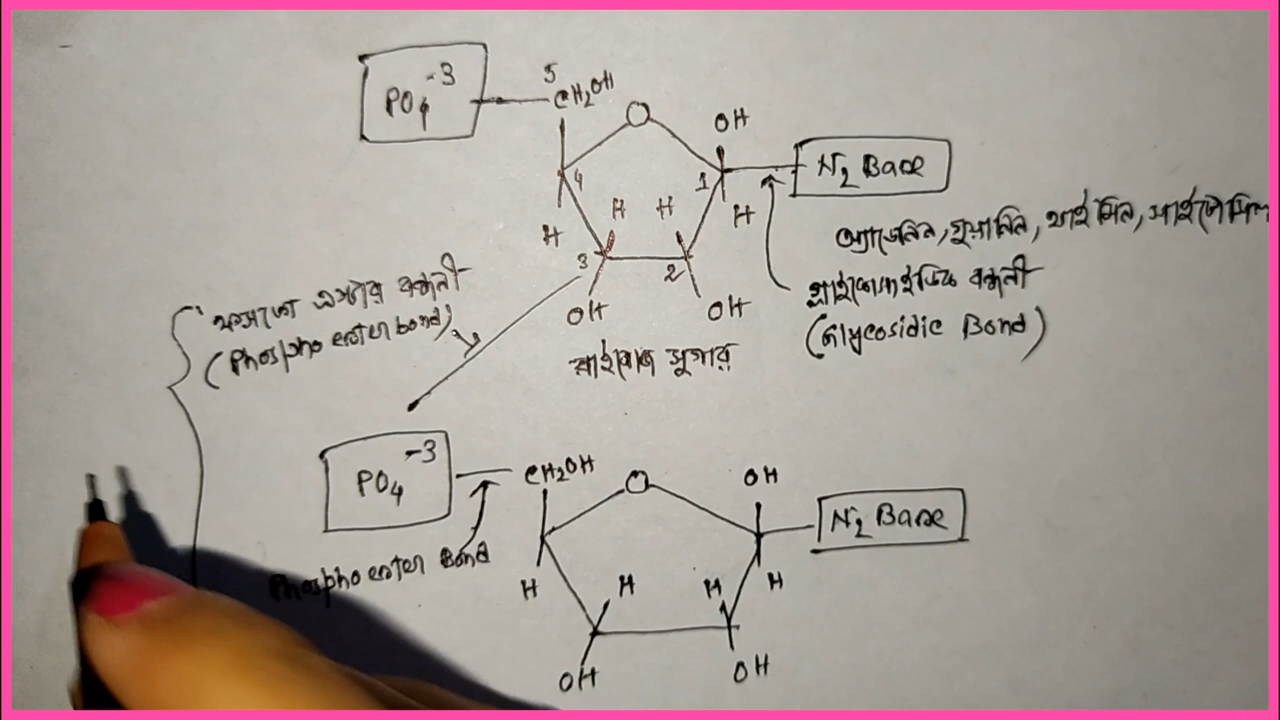 PO₄⁻³
5
CH₂OH
O
OH
4
1
N₂ Base
H
H
H
H
3
2
OH
OH
অ্যাডেনিন, গুয়ানিন, থাইমিন, সাইটোসিন
গ্লাইকোসাইডিক বন্ধনী
(Glycosidic Bond)
ফসফো এস্টার বন্ধনী
(Phospho ester bond)
রাইবোজ সুগার
PO₄⁻³
CH₂OH
O
OH
N₂ Base
Phospho ester Bond
H
H
H
H
OH
OH